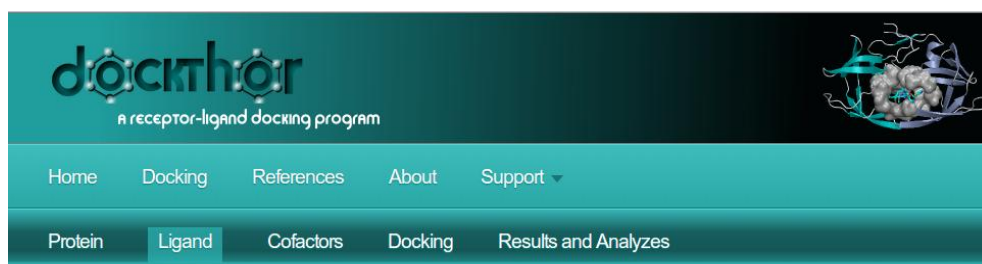 dockthor
A receptor-ligand docking program
Home Docking References About Support
Protein Ligand Cofactors Docking Results and Analyzes